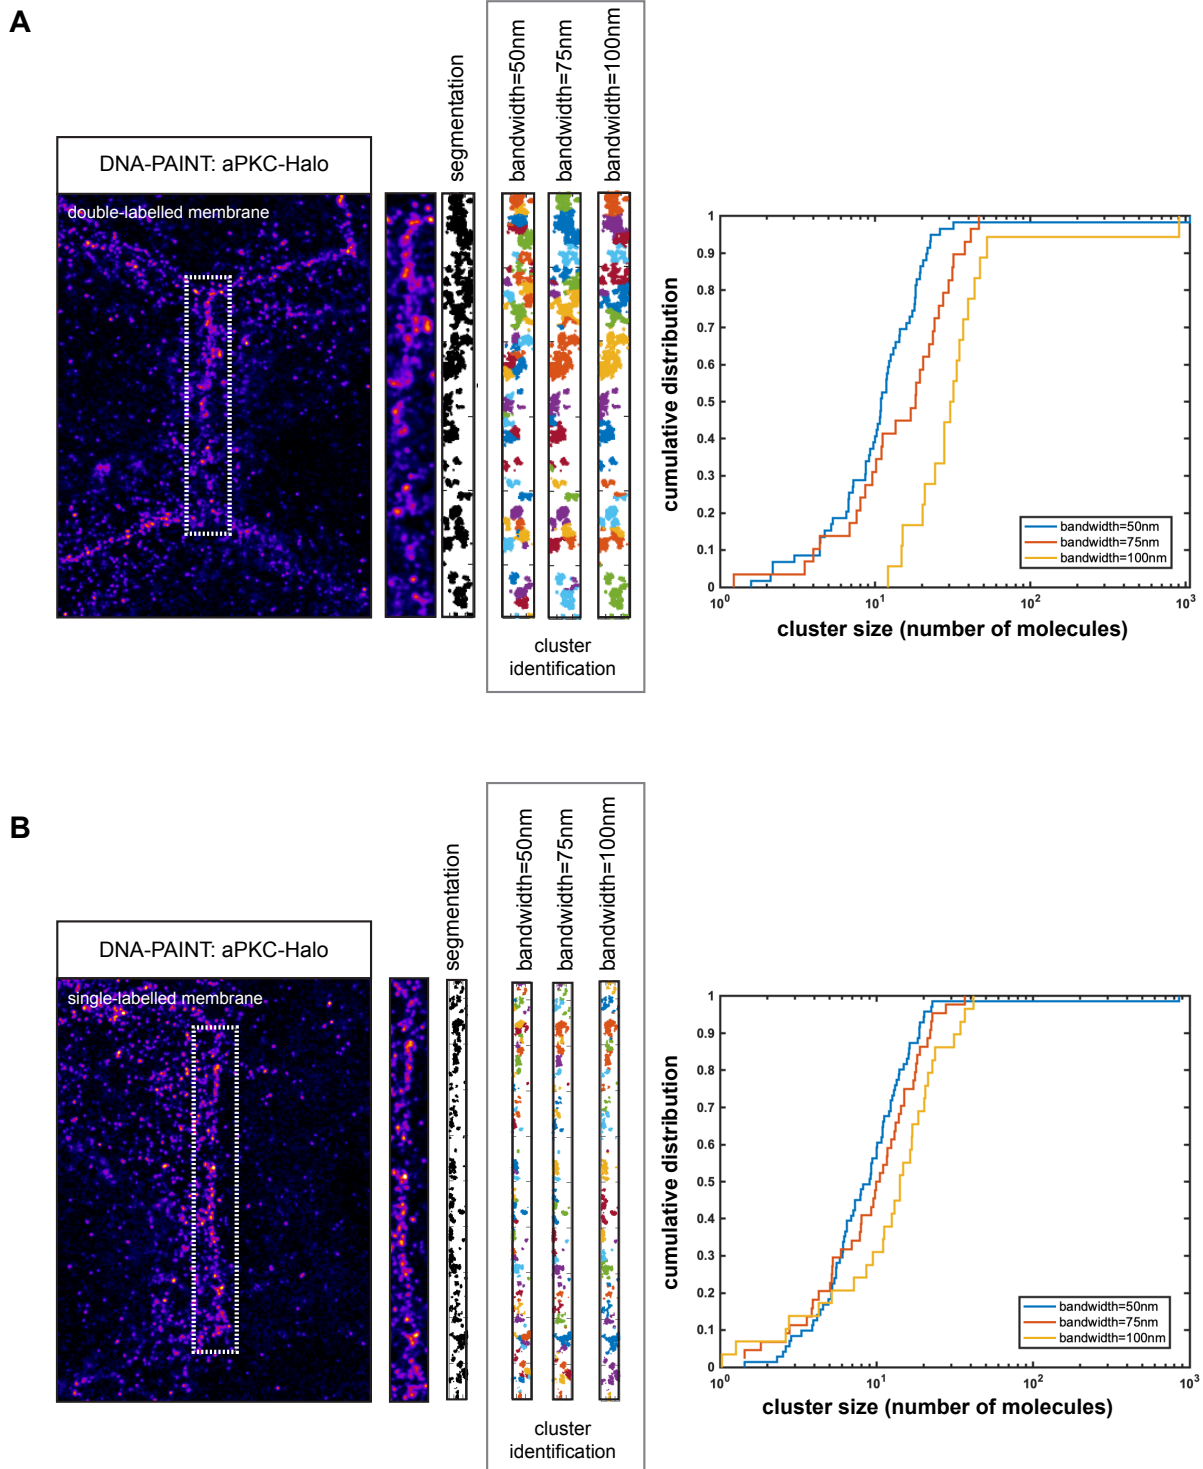 A
segmentation
bandwidth=50nm
bandwidth=75nm
bandwidth=100nm
DNA-PAINT: aPKC-Halo
double-labelled membrane
cluster
identification
cumulative distribution
1
0.9
0.8
0.7
0.6
0.5
0.4
0.3
0.2
0.1
0
bandwidth=50nm
bandwidth=75nm
bandwidth=100nm
10^0
10^1
10^2
10^3
cluster size (number of molecules)
B
segmentation
bandwidth=50nm
bandwidth=75nm
bandwidth=100nm
DNA-PAINT: aPKC-Halo
single-labelled membrane
cluster
identification
cumulative distribution
1
0.9
0.8
0.7
0.6
0.5
0.4
0.3
0.2
0.1
0
bandwidth=50nm
bandwidth=75nm
bandwidth=100nm
10^0
10^1
10^2
10^3
cluster size (number of molecules)